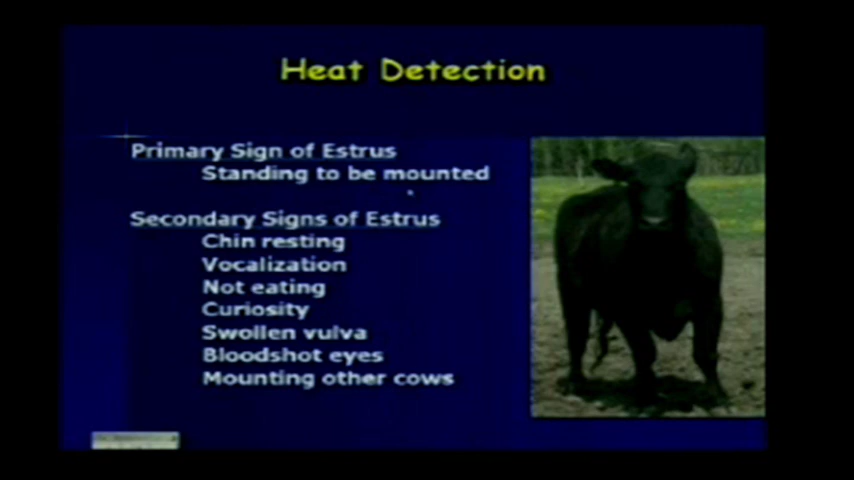 Heat Detection
Primary Sign of Estrus
Standing to be mounted
Secondary Signs of Estrus
Chin resting
Vocalization
Not eating
Curiosity
Swollen vulva
Bloodshot eyes
Mounting other cows